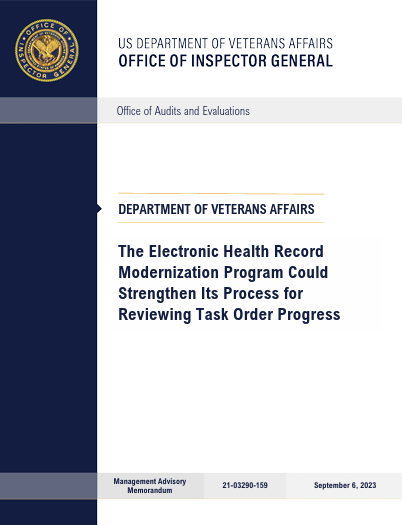 OFFICE OF
INSPECTOR GENERAL
US DEPARTMENT OF VETERANS AFFAIRS
OFFICE OF INSPECTOR GENERAL
Office of Audits and Evaluations
DEPARTMENT OF VETERANS AFFAIRS
The Electronic Health Record
Modernization Program Could
Strengthen Its Process for
Reviewing Task Order Progress
Management Advisory
Memorandum
21-03290-159
September 6, 2023